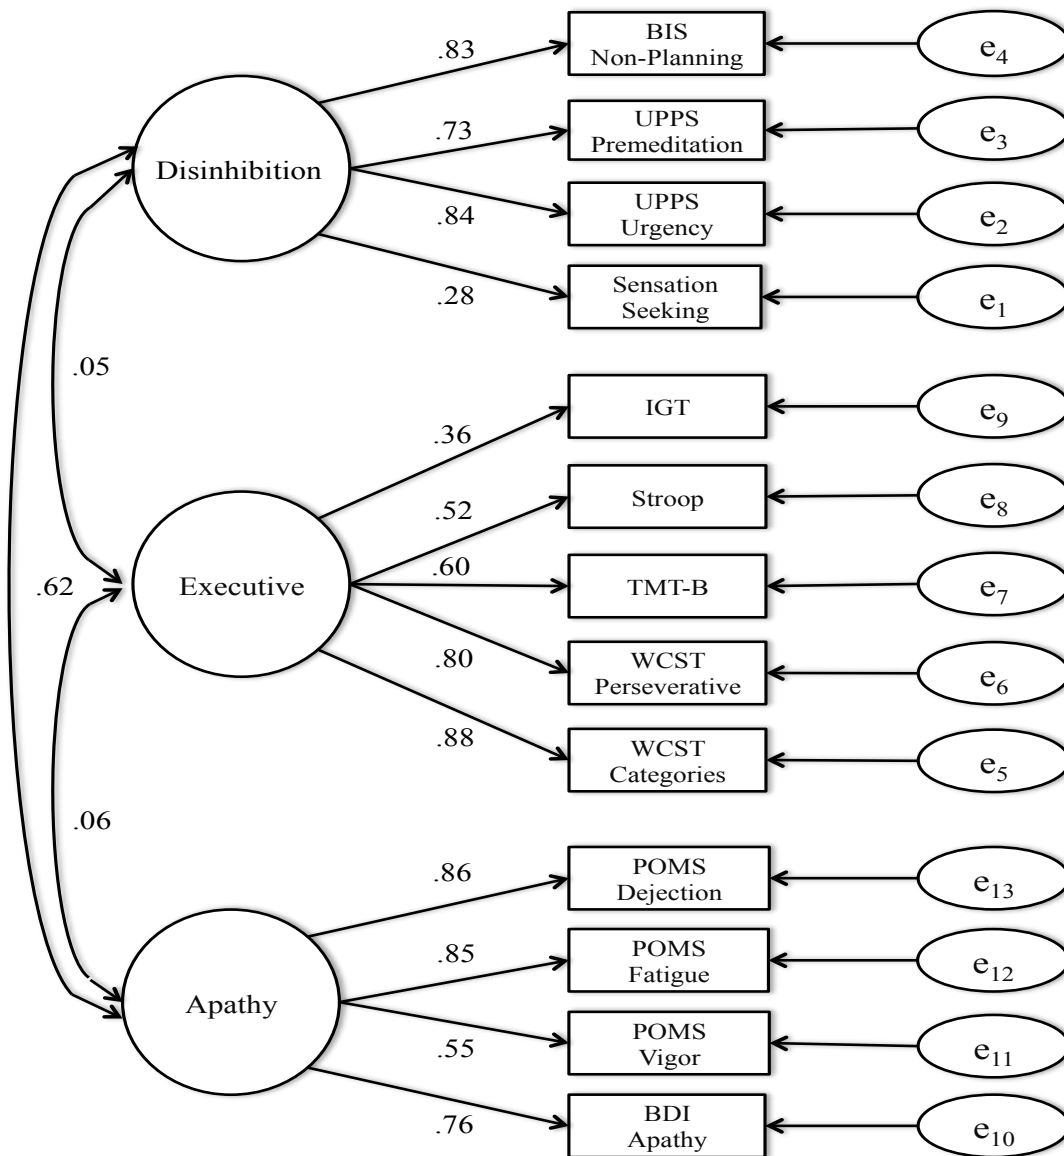 .83
BIS
Non-Planning
e4
.73
UPPS
Premeditation
e3
Disinhibition
.84
UPPS
Urgency
e2
.28
Sensation
Seeking
e1
.05
.36
IGT
e9
.52
Stroop
e8
.62
Executive
.60
TMT-B
e7
.80
WCST
Perseverative
e6
.88
WCST
Categories
e5
.06
.86
POMS
Dejection
e13
.85
POMS
Fatigue
e12
Apathy
.55
POMS
Vigor
e11
.76
BDI
Apathy
e10